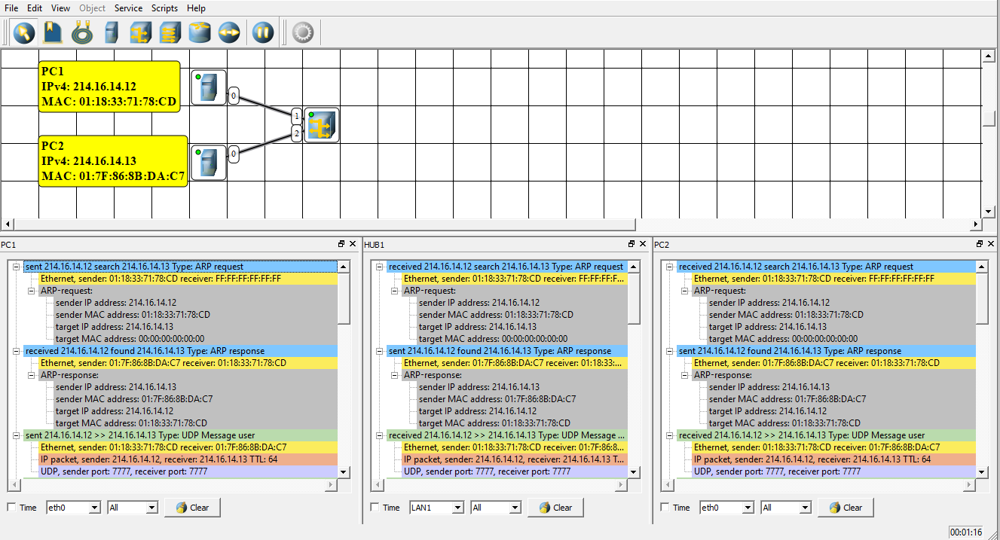 File Edit View Object Service Scripts Help
PC1
IPv4: 214.16.14.12
MAC: 01:18:33:71:78:CD
0
1
2
PC2
IPv4: 214.16.14.13
MAC: 01:7F:86:8B:DA:C7
0
PC1
sent 214.16.14.12 search 214.16.14.13 Type: ARP request
Ethernet, sender: 01:18:33:71:78:CD receiver: FF:FF:FF:FF:FF:FF
ARP-request:
sender IP address: 214.16.14.12
sender MAC address: 01:18:33:71:78:CD
target IP address: 214.16.14.13
target MAC address: 00:00:00:00:00:00
received 214.16.14.12 found 214.16.14.13 Type: ARP response
Ethernet, sender: 01:7F:86:8B:DA:C7 receiver: 01:18:33:71:78:CD
ARP-response:
sender IP address: 214.16.14.13
sender MAC address: 01:7F:86:8B:DA:C7
target IP address: 214.16.14.12
target MAC address: 01:18:33:71:78:CD
sent 214.16.14.12 >> 214.16.14.13 Type: UDP Message user
Ethernet, sender: 01:18:33:71:78:CD receiver: 01:7F:86:8B:DA:C7
IP packet, sender: 214.16.14.12, receiver: 214.16.14.13 TTL: 64
UDP, sender port: 7777, receiver port: 7777
Time eth0 All Clear
HUB1
received 214.16.14.12 search 214.16.14.13 Type: ARP request
Ethernet, sender: 01:18:33:71:78:CD receiver: FF:FF:FF:F...
ARP-request:
sender IP address: 214.16.14.12
sender MAC address: 01:18:33:71:78:CD
target IP address: 214.16.14.13
target MAC address: 00:00:00:00:00:00
sent 214.16.14.12 found 214.16.14.13 Type: ARP response
Ethernet, sender: 01:7F:86:8B:DA:C7 receiver: 01:18:33:...
ARP-response:
sender IP address: 214.16.14.13
sender MAC address: 01:7F:86:8B:DA:C7
target IP address: 214.16.14.12
target MAC address: 01:18:33:71:78:CD
received 214.16.14.12 >> 214.16.14.13 Type: UDP Message ...
Ethernet, sender: 01:18:33:71:78:CD receiver: 01:7F:86:8...
IP packet, sender: 214.16.14.12, receiver: 214.16.14.13 T...
UDP, sender port: 7777, receiver port: 7777
Time LAN1 All Clear
PC2
received 214.16.14.12 search 214.16.14.13 Type: ARP request
Ethernet, sender: 01:18:33:71:78:CD receiver: FF:FF:FF:FF:FF:FF
ARP-request:
sender IP address: 214.16.14.12
sender MAC address: 01:18:33:71:78:CD
target IP address: 214.16.14.13
target MAC address: 00:00:00:00:00:00
sent 214.16.14.12 found 214.16.14.13 Type: ARP response
Ethernet, sender: 01:7F:86:8B:DA:C7 receiver: 01:18:33:71:78:CD
ARP-response:
sender IP address: 214.16.14.13
sender MAC address: 01:7F:86:8B:DA:C7
target IP address: 214.16.14.12
target MAC address: 01:18:33:71:78:CD
received 214.16.14.12 >> 214.16.14.13 Type: UDP Message user
Ethernet, sender: 01:18:33:71:78:CD receiver: 01:7F:86:8B:DA:C7
IP packet, sender: 214.16.14.12, receiver: 214.16.14.13 TTL: 64
UDP, sender port: 7777, receiver port: 7777
Time eth0 All Clear
00:01:16